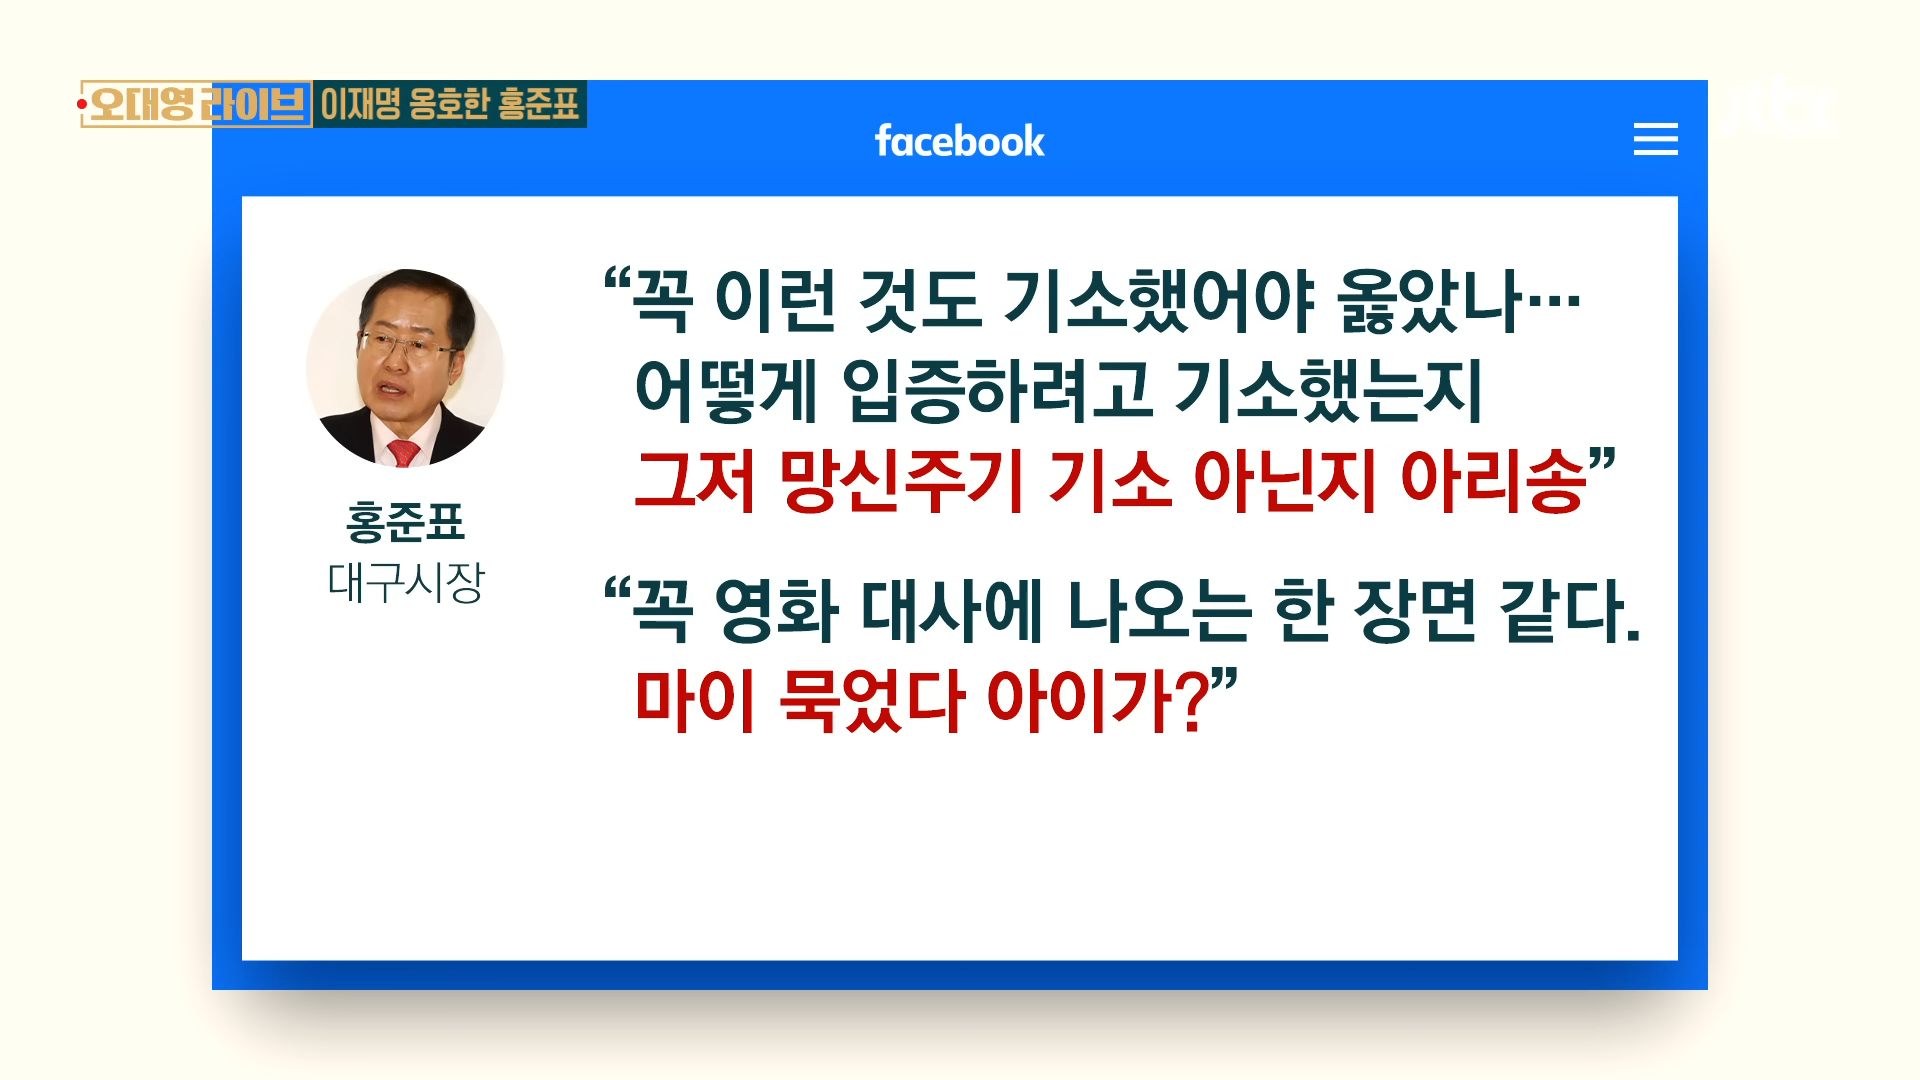 오대영 라이브 이재명 옹호한 홍준표
jtbc
facebook
“꼭 이런 것도 기소했어야 옳았나…
어떻게 입증하려고 기소했는지
그저 망신주기 기소 아닌지 아리송”
홍준표
대구시장
“꼭 영화 대사에 나오는 한 장면 같다.
마이 묵었다 아이가?”